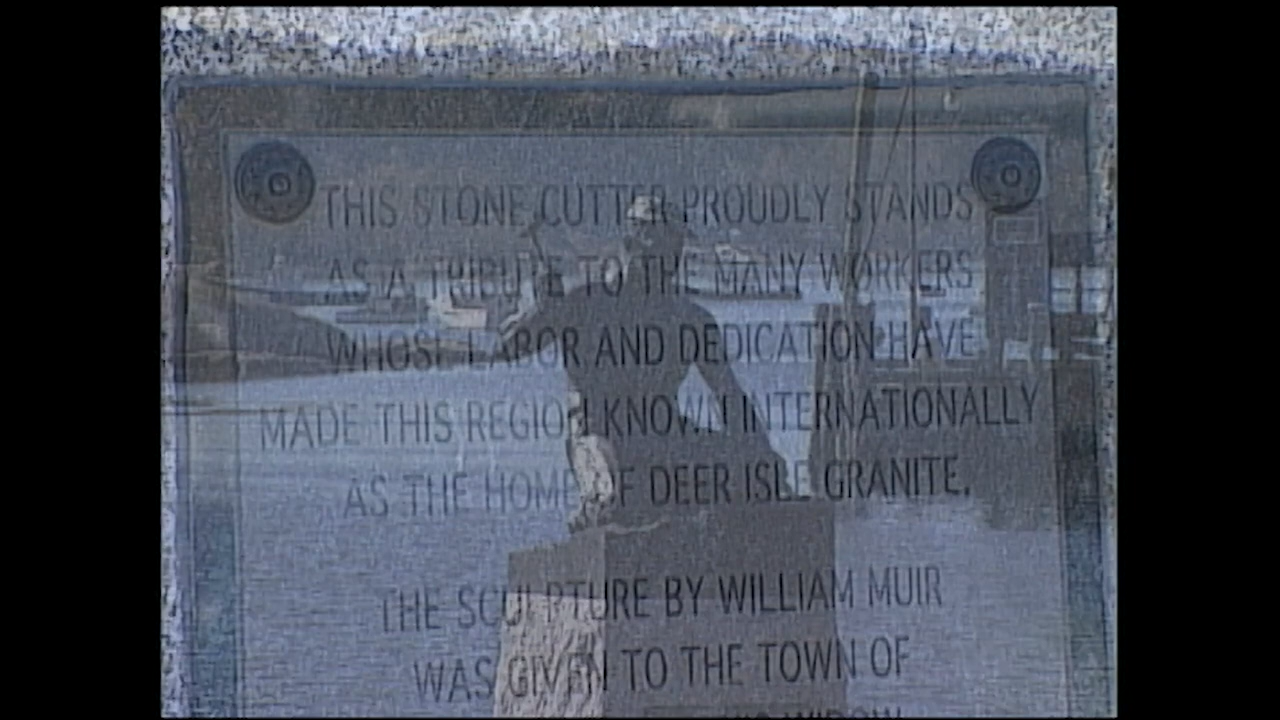 THIS STONE CUTTER PROUDLY STANDS
AS A TRIBUTE TO THE MANY WORKERS
WHOSE LABOR AND DEDICATION HAVE
MADE THIS REGION KNOWN INTERNATIONALLY
AS THE HOME OF DEER ISLE GRANITE.
THE SCULPTURE BY WILLIAM MUIR
WAS GIVEN TO THE TOWN OF
WIDOW